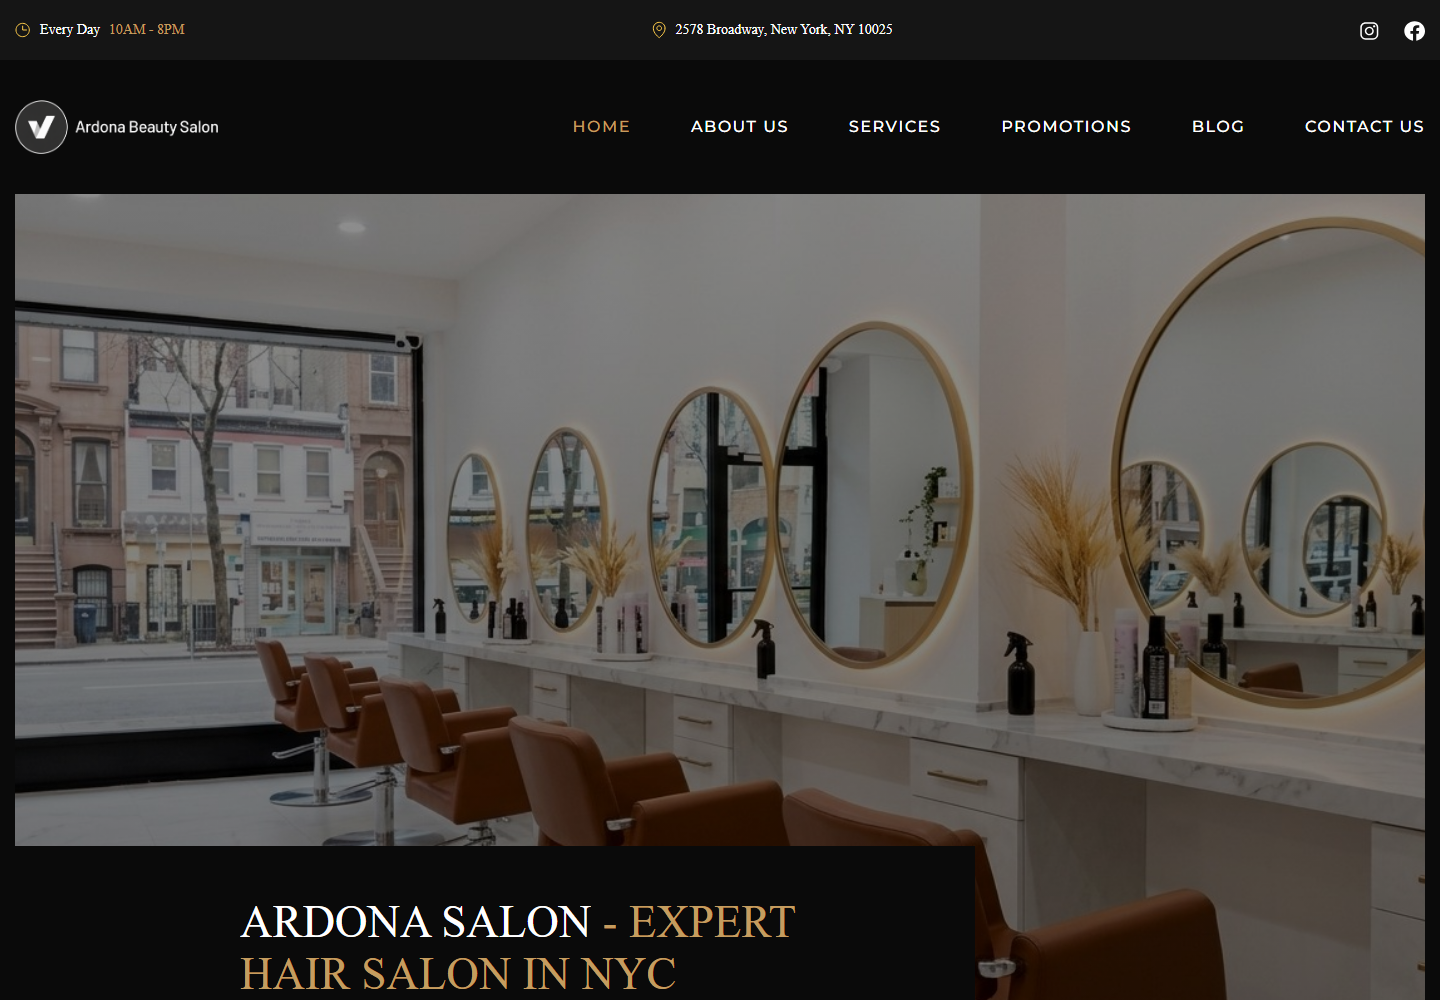 Every Day 10AM - 8PM
2578 Broadway, New York, NY 10025
Ardona Beauty Salon
HOME
ABOUT US
SERVICES
PROMOTIONS
BLOG
CONTACT US
ARDONA SALON - EXPERT
HAIR SALON IN NYC